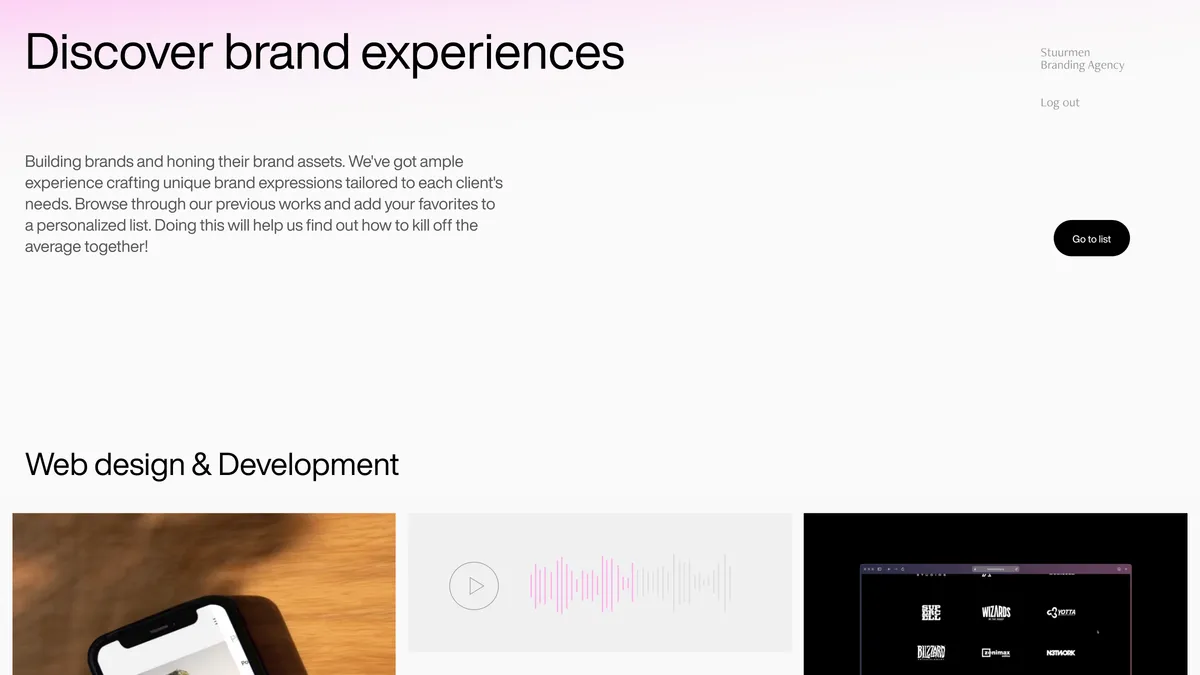 Discover brand experiences
Stuurmen
Branding Agency
Log out
Building brands and honing their brand assets. We've got ample
experience crafting unique brand expressions tailored to each client's
needs. Browse through our previous works and add your favorites to
a personalized list. Doing this will help us find out how to kill off the
average together!
Go to list
Web design & Development
WIZARDS
YOTTA
BLIZZARD
zenimax
N3TWORK